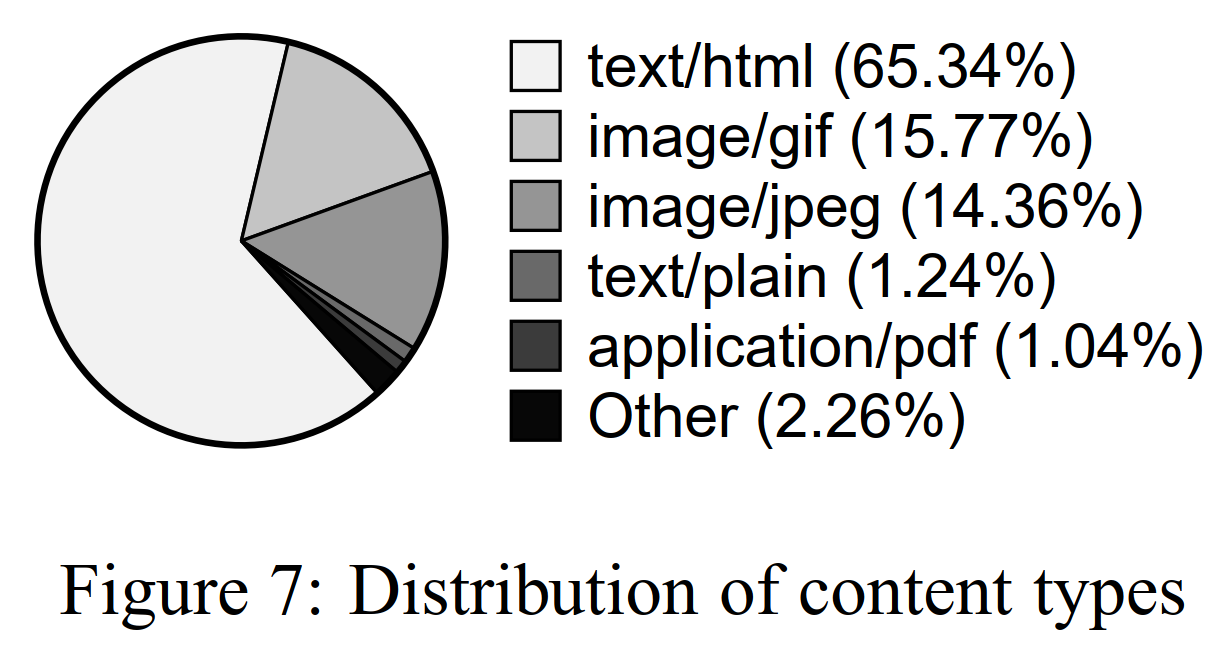 text/html (65.34%)
image/gif (15.77%)
image/jpeg (14.36%)
text/plain (1.24%)
application/pdf (1.04%)
Other (2.26%)
Figure 7: Distribution of content types